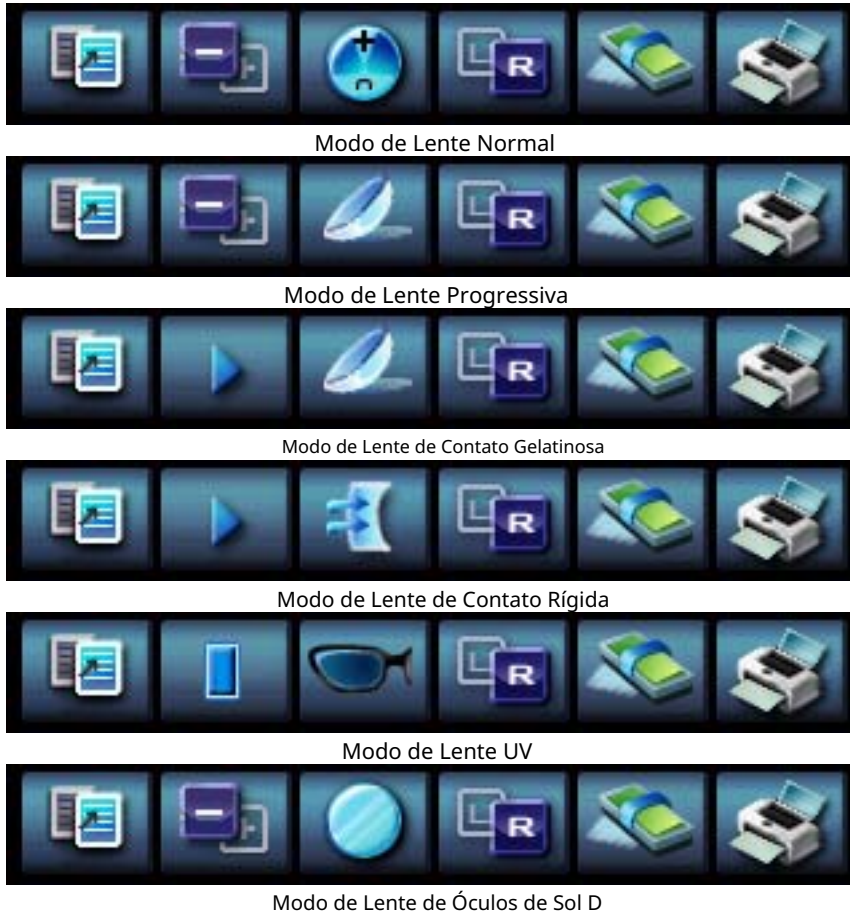 L R
Modo de Lente Normal
L R
Modo de Lente Progressiva
L R
Modo de Lente de Contato Gelatinosa
L R
Modo de Lente de Contato Rígida
L R
Modo de Lente UV
L R
Modo de Lente de Óculos de Sol D